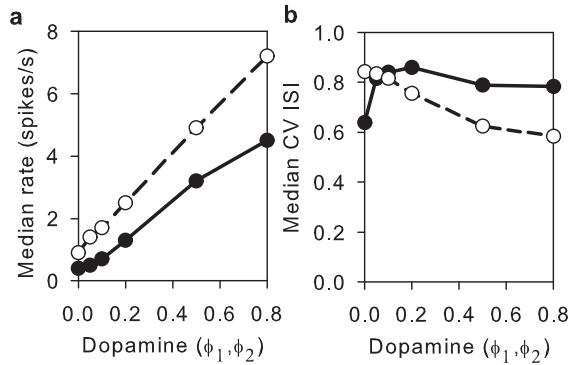 a
Median rate (spikes/s)
8
6
4
2
0
0.0 0.2 0.4 0.6 0.8
Dopamine (ϕ1,ϕ2)
b
Median CV ISI
1.0
0.8
0.6
0.4
0.2
0.0
0.0 0.2 0.4 0.6 0.8
Dopamine (ϕ1,ϕ2)